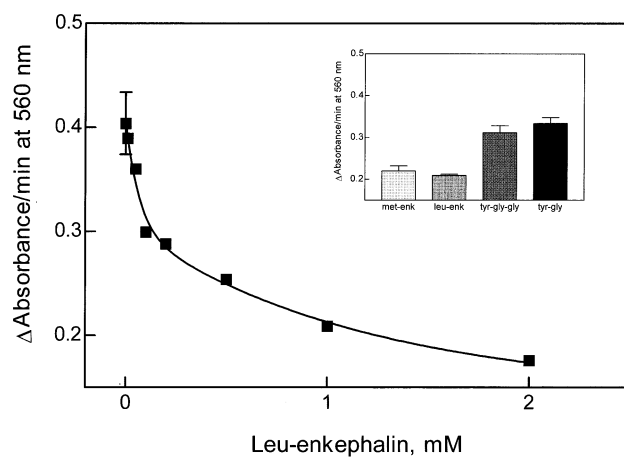 0.5
0.4
0.3
0.2
ΔAbsorbance/min at 560 nm
0
1
2
Leu-enkephalin, mM
0.5
0.4
0.3
0.2
ΔAbsorbance/min at 560 nm
met-enk
leu-enk
tyr-gly-gly
tyr-gly